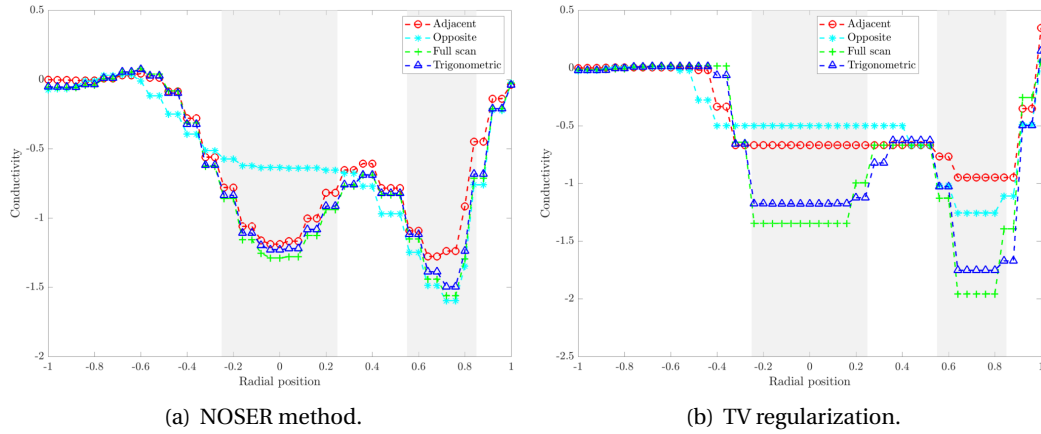 0.5
0
-0.5
-1
-1.5
-2
Conductivity
-1 -0.8 -0.6 -0.4 -0.2 0 0.2 0.4 0.6 0.8 1
Radial position
Adjacent
Opposite
Full scan
Trigonometric
(a) NOSER method.
0.5
0
-0.5
-1
-1.5
-2
-2.5
Conductivity
-1 -0.8 -0.6 -0.4 -0.2 0 0.2 0.4 0.6 0.8 1
Radial position
Adjacent
Opposite
Full scan
Trigonometric
(b) TV regularization.